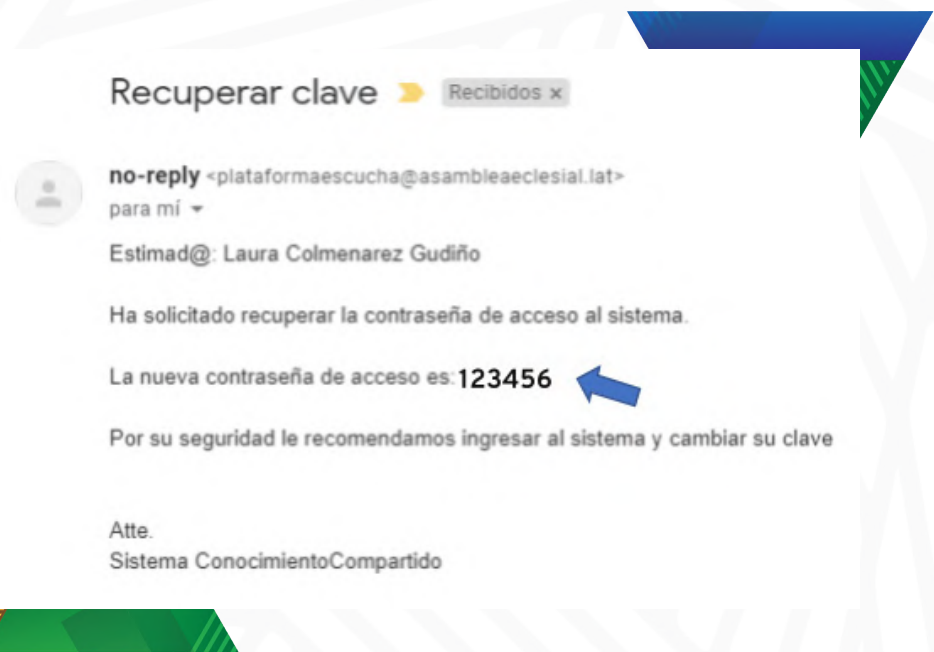 Recuperar clave Recibidos x
no-reply <plataformaescucha@asambleaeclesial.lat>
para mí
Estimad@: Laura Colmenarez Gudiño
Ha solicitado recuperar la contraseña de acceso al sistema.
La nueva contraseña de acceso es: 123456
Por su seguridad le recomendamos ingresar al sistema y cambiar su clave
Atte.
Sistema ConocimientoCompartido